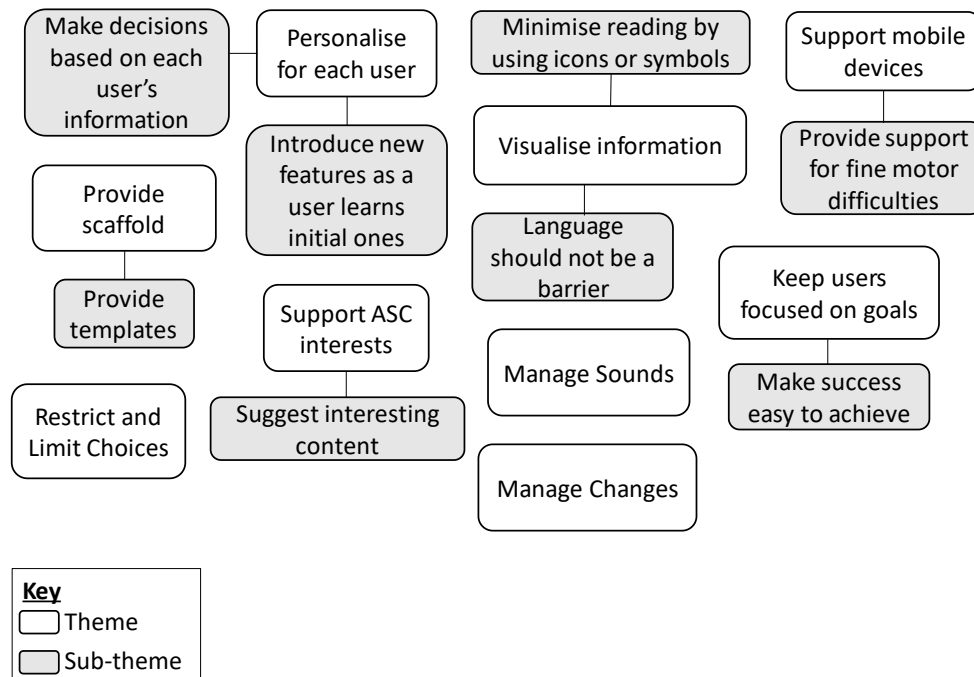 Make decisions
based on each
user's
information
Personalise
for each user
Minimise reading by
using icons or symbols
Support mobile
devices
Introduce new
features as a
user learns
initial ones
Visualise information
Provide support
for fine motor
difficulties
Provide
scaffold
Language
should not be a
barrier
Provide
templates
Support ASC
interests
Keep users
focused on goals
Manage Sounds
Make success
easy to achieve
Restrict and
Limit Choices
Suggest interesting
content
Manage Changes
Key
Theme
Sub-theme